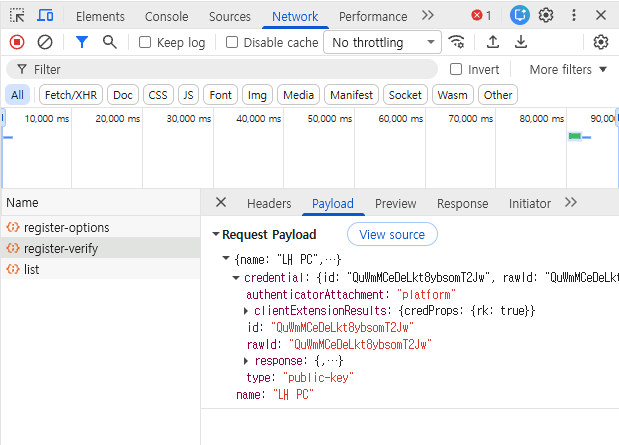 Elements Console Sources Network Performance 1
Keep log Disable cache No throttling
Filter Invert More filters
All Fetch/XHR Doc CSS JS Font Img Media Manifest Socket Wasm Other
10,000 ms 20,000 ms 30,000 ms 40,000 ms 50,000 ms 60,000 ms 70,000 ms 80,000 ms 90,00
Name Headers Payload Preview Response Initiator
register-options
register-verify
list
Request Payload View source
{name: "LH PC",…}
credential: {id: "QuWmMCeDeLkt8ybsomT2Jw", rawId: "QuWmMCeDeLkt8ybsomT2
authenticatorAttachment: "platform"
clientExtensionResults: {credProps: {rk: true}}
id: "QuWmMCeDeLkt8ybsomT2Jw"
rawId: "QuWmMCeDeLkt8ybsomT2Jw"
response: {,…}
type: "public-key"
name: "LH PC"